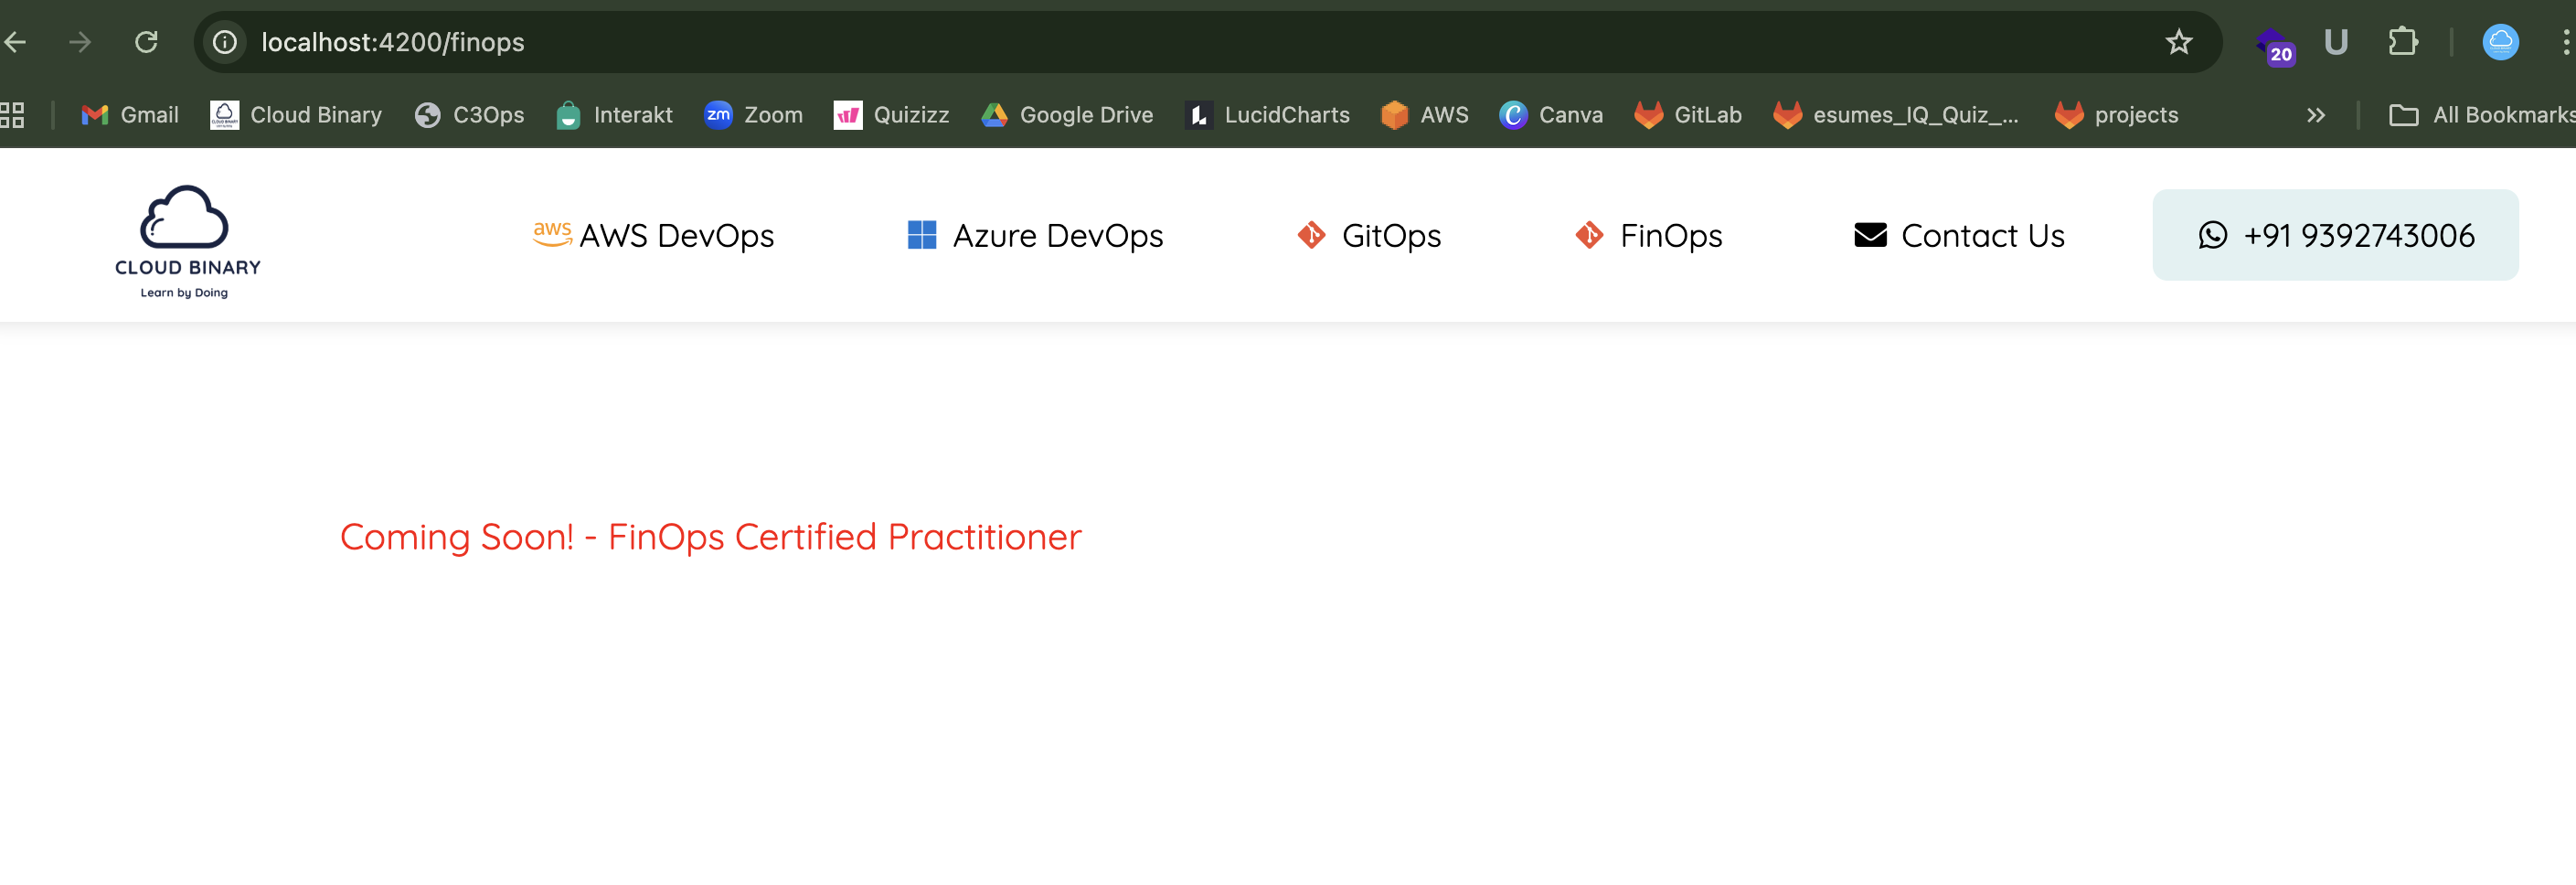 localhost:4200/finops
20
U
Gmail
Cloud Binary
C3Ops
Interakt
zm Zoom
Quizizz
Google Drive
LucidCharts
AWS
Canva
GitLab
esumes_IQ_Quiz_...
projects
All Bookmarks
CLOUD BINARY
Learn by Doing
aws AWS DevOps
Azure DevOps
GitOps
FinOps
Contact Us
+91 9392743006
Coming Soon! - FinOps Certified Practitioner